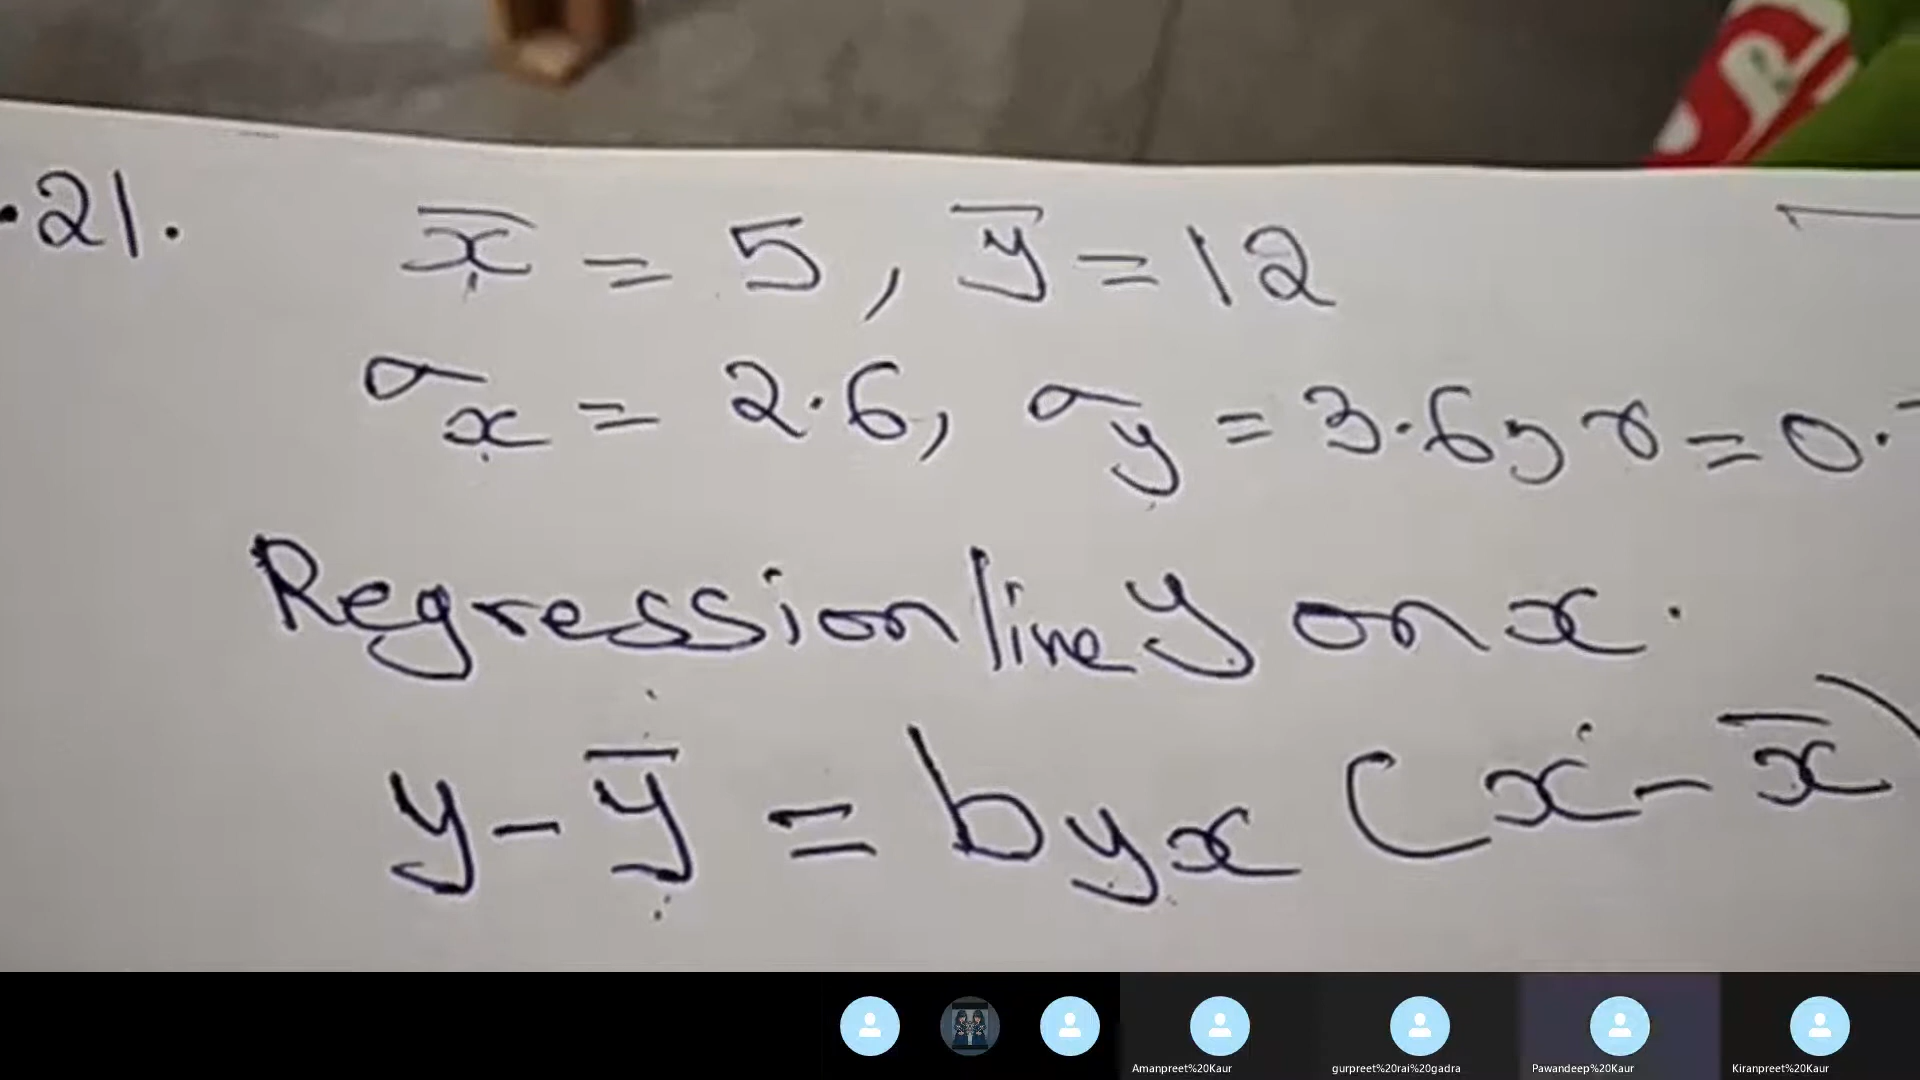 .21. x̅ = 5, y̅ = 12
σx = 2.6, σy = 3.6, r = 0.
Regression line y on x.
y - y̅ = byx (x - x̅)
Amanpreet%20Kaur
gurpreet%20rai%20gadra
Pawandeep%20Kaur
Kiranpreet%20Kaur